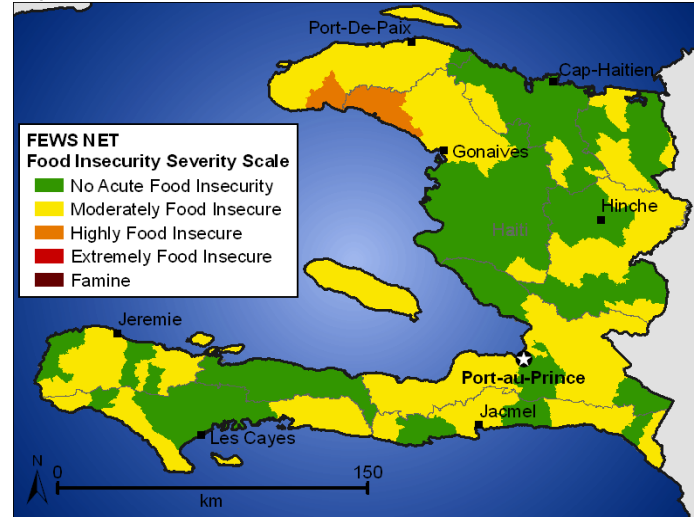 Port-De-Paix
Cap-Haitien
FEWS NET
Food Insecurity Severity Scale
No Acute Food Insecurity
Moderately Food Insecure
Highly Food Insecure
Extremely Food Insecure
Famine
Gonaives
Hinche
Haiti
Jeremie
Port-au-Prince
Jacmel
Les Cayes
N
0
150
km